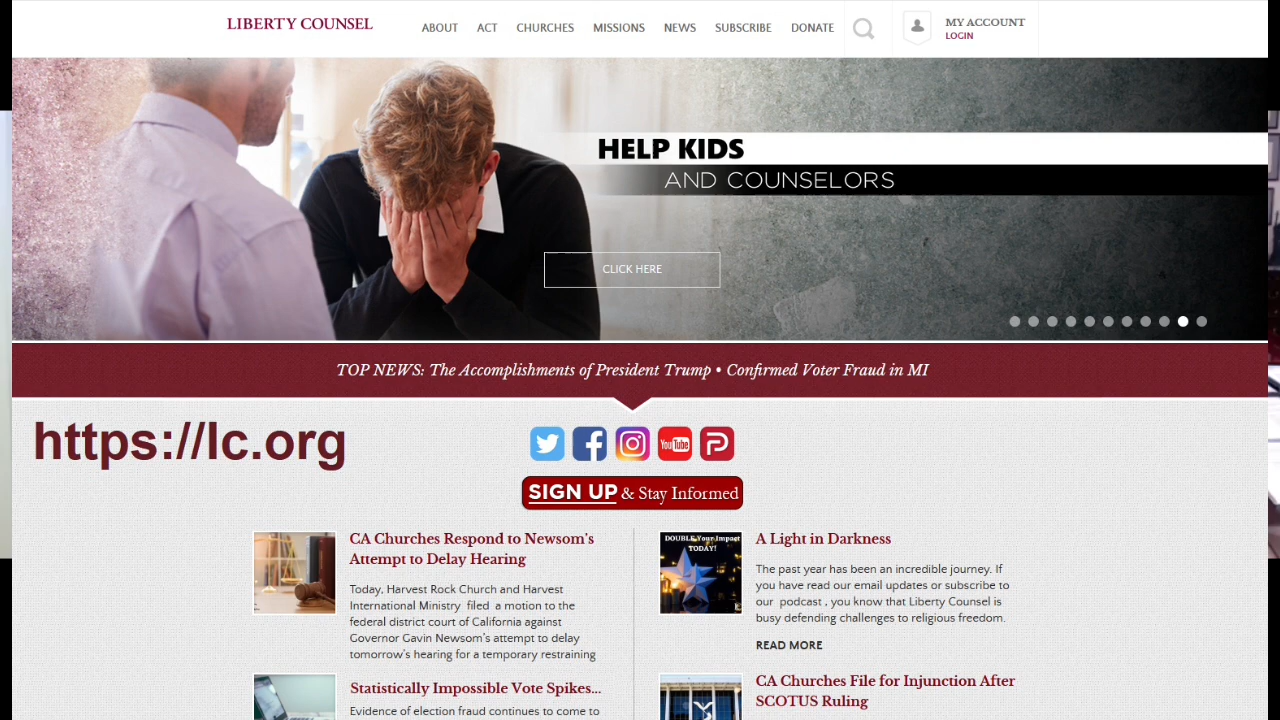 LIBERTY COUNSEL
ABOUT ACT CHURCHES MISSIONS NEWS SUBSCRIBE DONATE
MY ACCOUNT
LOGIN
HELP KIDS
AND COUNSELORS
CLICK HERE
TOP NEWS: The Accomplishments of President Trump • Confirmed Voter Fraud in MI
https://lc.org
You Tube
SIGN UP & Stay Informed
CA Churches Respond to Newsom's
Attempt to Delay Hearing
Today, Harvest Rock Church and Harvest
International Ministry filed a motion to the
federal district court of California against
Governor Gavin Newsom's attempt to delay
tomorrow's hearing for a temporary restraining
Statistically Impossible Vote Spikes...
Evidence of election fraud continues to come to
DOUBLE Your Impact
TODAY!
A Light in Darkness
The past year has been an incredible journey. If
you have read our email updates or subscribe to
our podcast , you know that Liberty Counsel is
busy defending challenges to religious freedom.
READ MORE
CA Churches File for Injunction After
SCOTUS Ruling